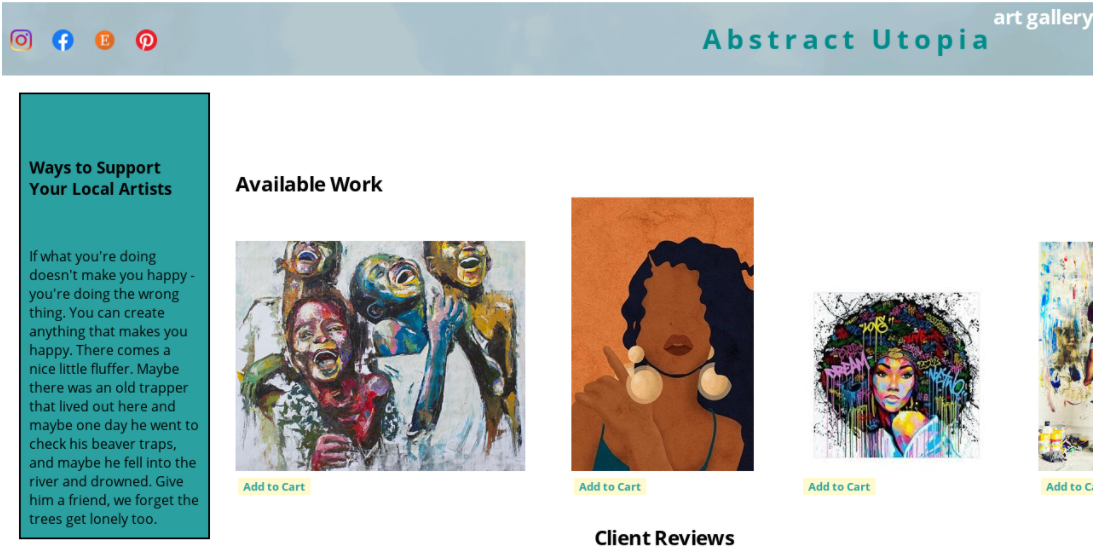 art gallery
Abstract Utopia
Ways to Support
Your Local Artists
If what you're doing
doesn't make you happy -
you're doing the wrong
thing. You can create
anything that makes you
happy. There comes a
nice little fluffer. Maybe
there was an old trapper
that lived out here and
maybe one day he went to
check his beaver traps,
and maybe he fell into the
river and drowned. Give
him a friend, we forget the
trees get lonely too.
Available Work
DREAM
Add to Cart
Add to Cart
Add to Cart
Add to Ca
Client Reviews